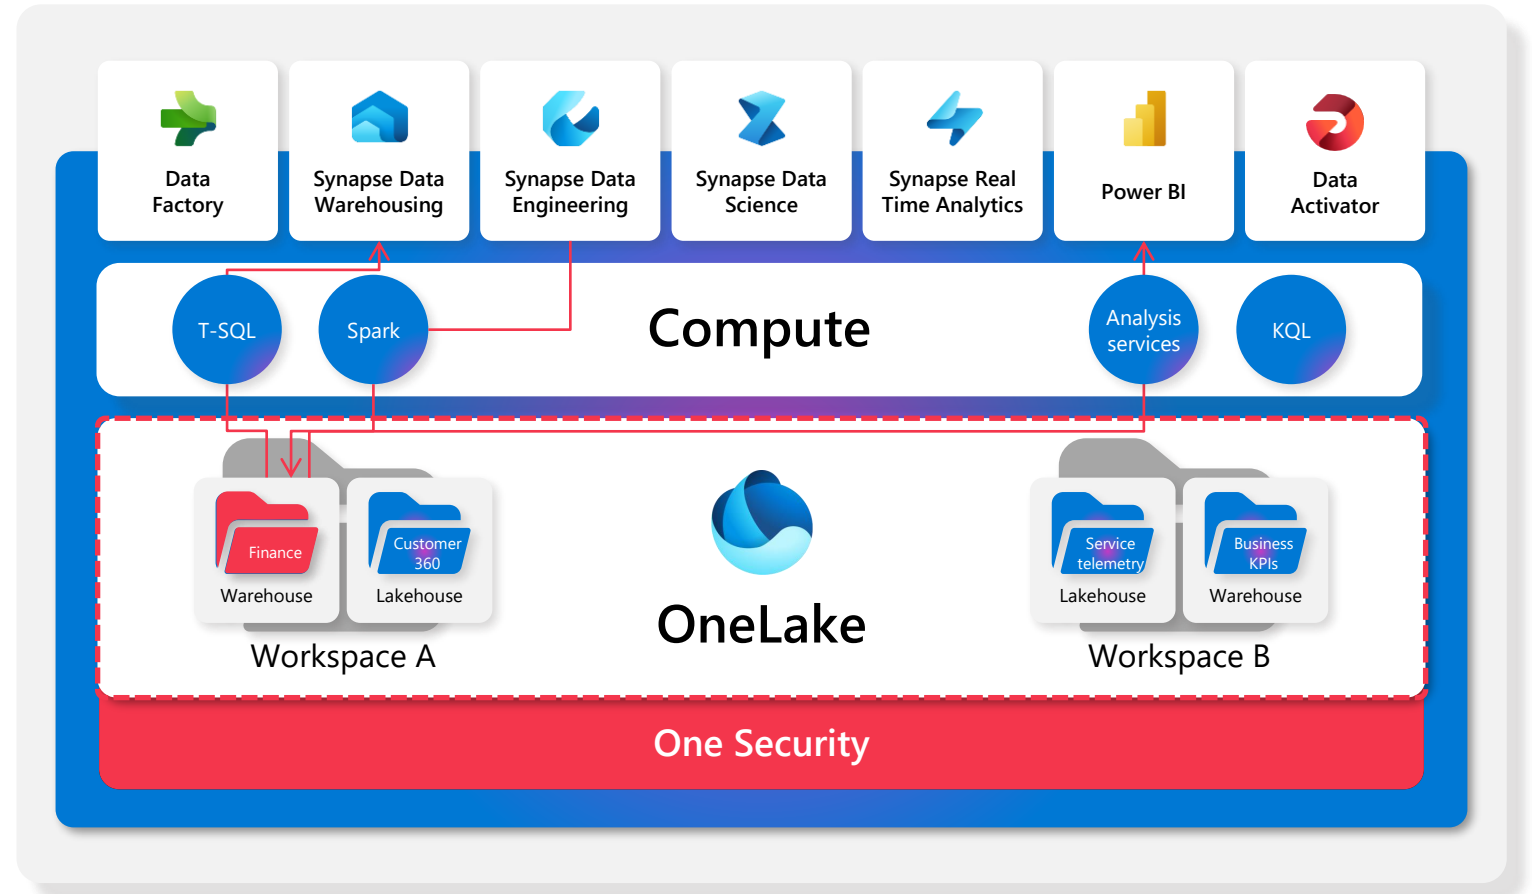 Data
Factory
Synapse Data
Warehousing
Synapse Data
Engineering
Synapse Data
Science
Synapse Real
Time Analytics
Power BI
Data
Activator
T-SQL
Spark
Compute
Analysis
services
KQL
Finance
Warehouse
Customer
360
Lakehouse
Workspace A
OneLake
Service
telemetry
Lakehouse
Business
KPIs
Warehouse
Workspace B
One Security